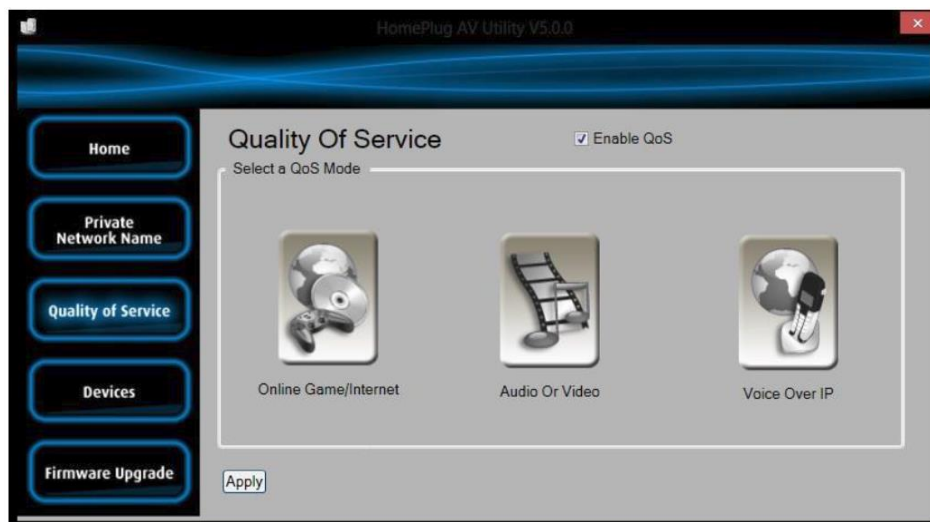 HomePlug AV Utility V5.0.0
Home
Private
Network Name
Quality of Service
Devices
Firmware Upgrade
Quality Of Service
Enable QoS
Select a QoS Mode
Online Game/Internet
Audio Or Video
Voice Over IP
Apply